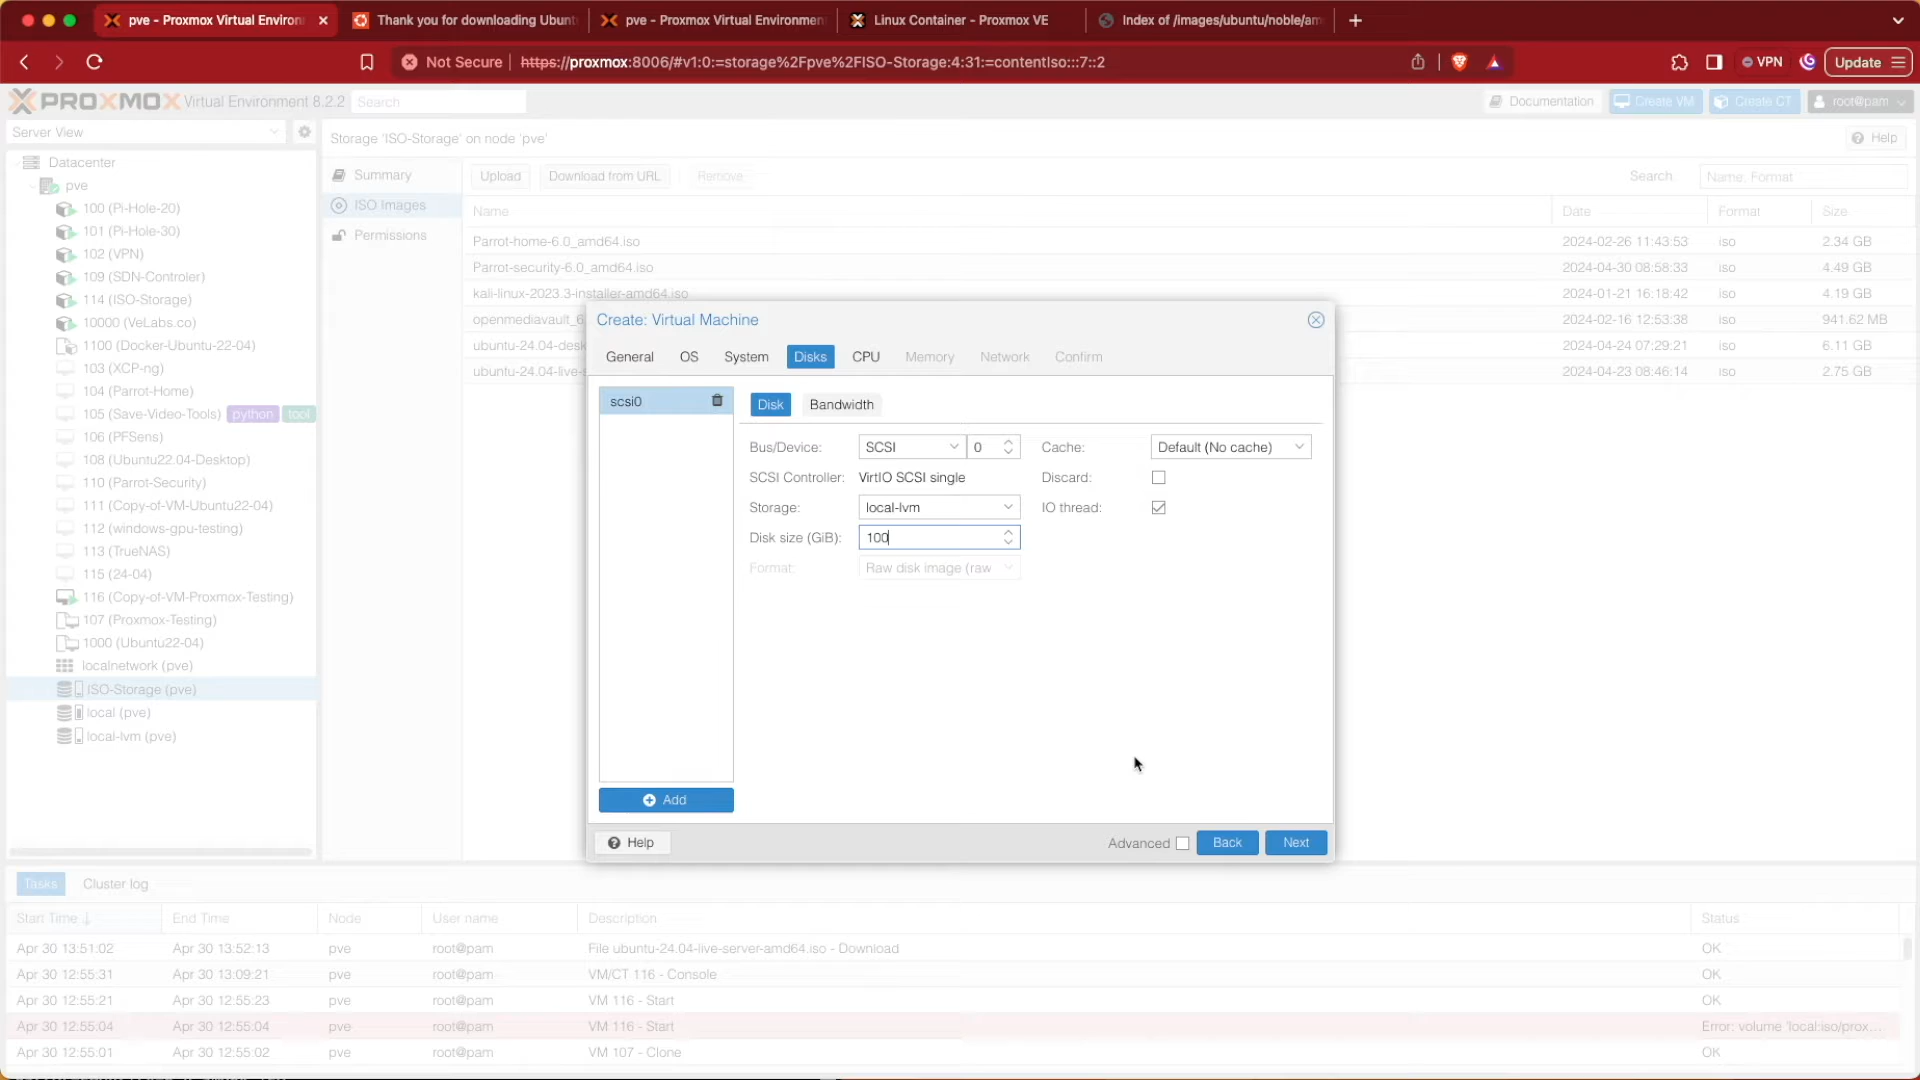 pve - Proxmox Virtual Environ
Thank you for downloading Ubunt
pve - Proxmox Virtual Environmen
Linux Container - Proxmox VE
Index of /images/ubuntu/noble/am
Not Secure
https://proxmox:8006/#v1:0:=storage%2Fpve%2FISO-Storage:4:31:=contentIso:::7::2
VPN
Update
PROXMOX Virtual Environment 8.2.2
Search
Documentation
Create VM
Create CT
root@pam
Server View
Storage 'ISO-Storage' on node 'pve'
Help
Datacenter
pve
100 (Pi-Hole-20)
101 (Pi-Hole-30)
102 (VPN)
109 (SDN-Controler)
114 (ISO-Storage)
10000 (VeLabs.co)
1100 (Docker-Ubuntu-22-04)
103 (XCP-ng)
104 (Parrot-Home)
105 (Save-Video-Tools) python tool
106 (PFSens)
108 (Ubuntu22.04-Desktop)
110 (Parrot-Security)
111 (Copy-of-VM-Ubuntu22-04)
112 (windows-gpu-testing)
113 (TrueNAS)
115 (24-04)
116 (Copy-of-VM-Proxmox-Testing)
107 (Proxmox-Testing)
1000 (Ubuntu22-04)
localnetwork (pve)
ISO-Storage (pve)
local (pve)
local-lvm (pve)
Summary
ISO Images
Permissions
Upload
Download from URL
Remove
Search:
Name, Format
Name
Date
Format
Size
Parrot-home-6.0_amd64.iso
2024-02-26 11:43:53
iso
2.34 GB
Parrot-security-6.0_amd64.iso
2024-04-30 08:58:33
iso
4.49 GB
kali-linux-2023.3-installer-amd64.iso
2024-01-21 16:18:42
iso
4.19 GB
openmediavault_6
2024-02-16 12:53:38
iso
941.62 MB
ubuntu-24.04-desk
2024-04-24 07:29:21
iso
6.11 GB
ubuntu-24.04-live-s
2024-04-23 08:46:14
iso
2.75 GB
Create: Virtual Machine
General
OS
System
Disks
CPU
Memory
Network
Confirm
scsi0
Add
Disk
Bandwidth
Bus/Device:
SCSI
0
Cache:
Default (No cache)
SCSI Controller:
VirtIO SCSI single
Discard:
Storage:
local-lvm
IO thread:
Disk size (GiB):
100
Format:
Raw disk image (raw
Help
Advanced
Back
Next
Tasks
Cluster log
Start Time
End Time
Node
User name
Description
Status
Apr 30 13:51:02
Apr 30 13:52:13
pve
root@pam
File ubuntu-24.04-live-server-amd64.iso - Download
OK
Apr 30 12:55:31
Apr 30 13:09:21
pve
root@pam
VM/CT 116 - Console
OK
Apr 30 12:55:21
Apr 30 12:55:23
pve
root@pam
VM 116 - Start
OK
Apr 30 12:55:04
Apr 30 12:55:04
pve
root@pam
VM 116 - Start
Error: volume 'local:iso/prox...
Apr 30 12:55:01
Apr 30 12:55:02
pve
root@pam
VM 107 - Clone
OK